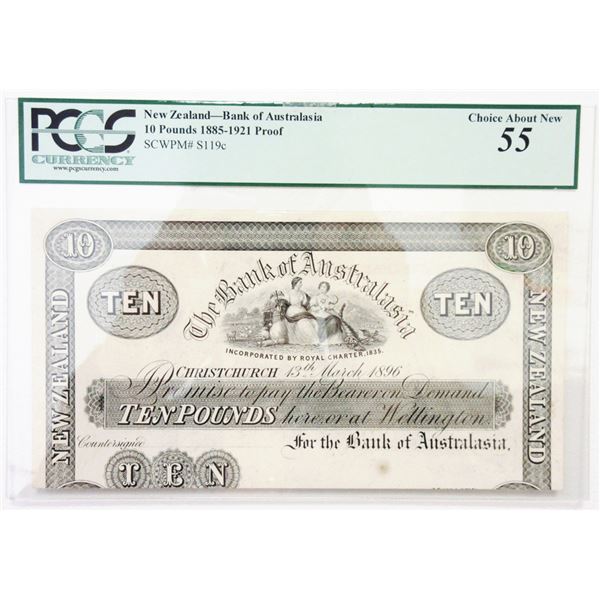 PCGS
CURRENCY
www.pcgscurrency.com
New Zealand—Bank of Australasia
10 Pounds 1885-1921 Proof
SCWPM# S119c
Choice About New
55
10
10
TEN
TEN
NEW ZEALAND
NEW ZEALAND
The Bank of Australasia
INCORPORATED BY ROYAL CHARTER, 1835.
CHRISTCHURCH 13th March 1896
Promise to pay the Bearer on Demand
TEN POUNDS here or at Wellington
Countersigned
For the Bank of Australasia.
TEN